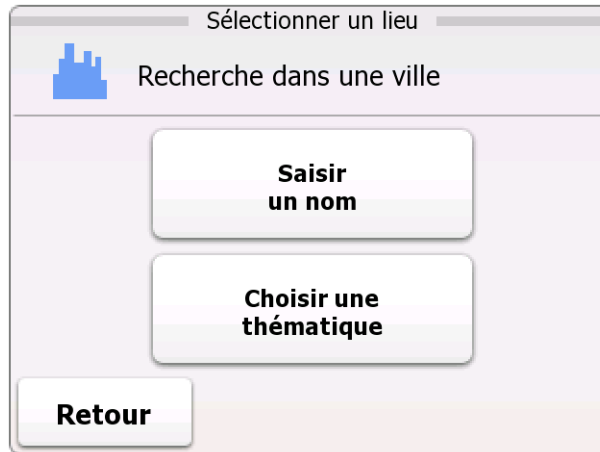 Sélectionner un lieu
Recherche dans une ville
Saisir
un nom
Choisir une
thématique
Retour